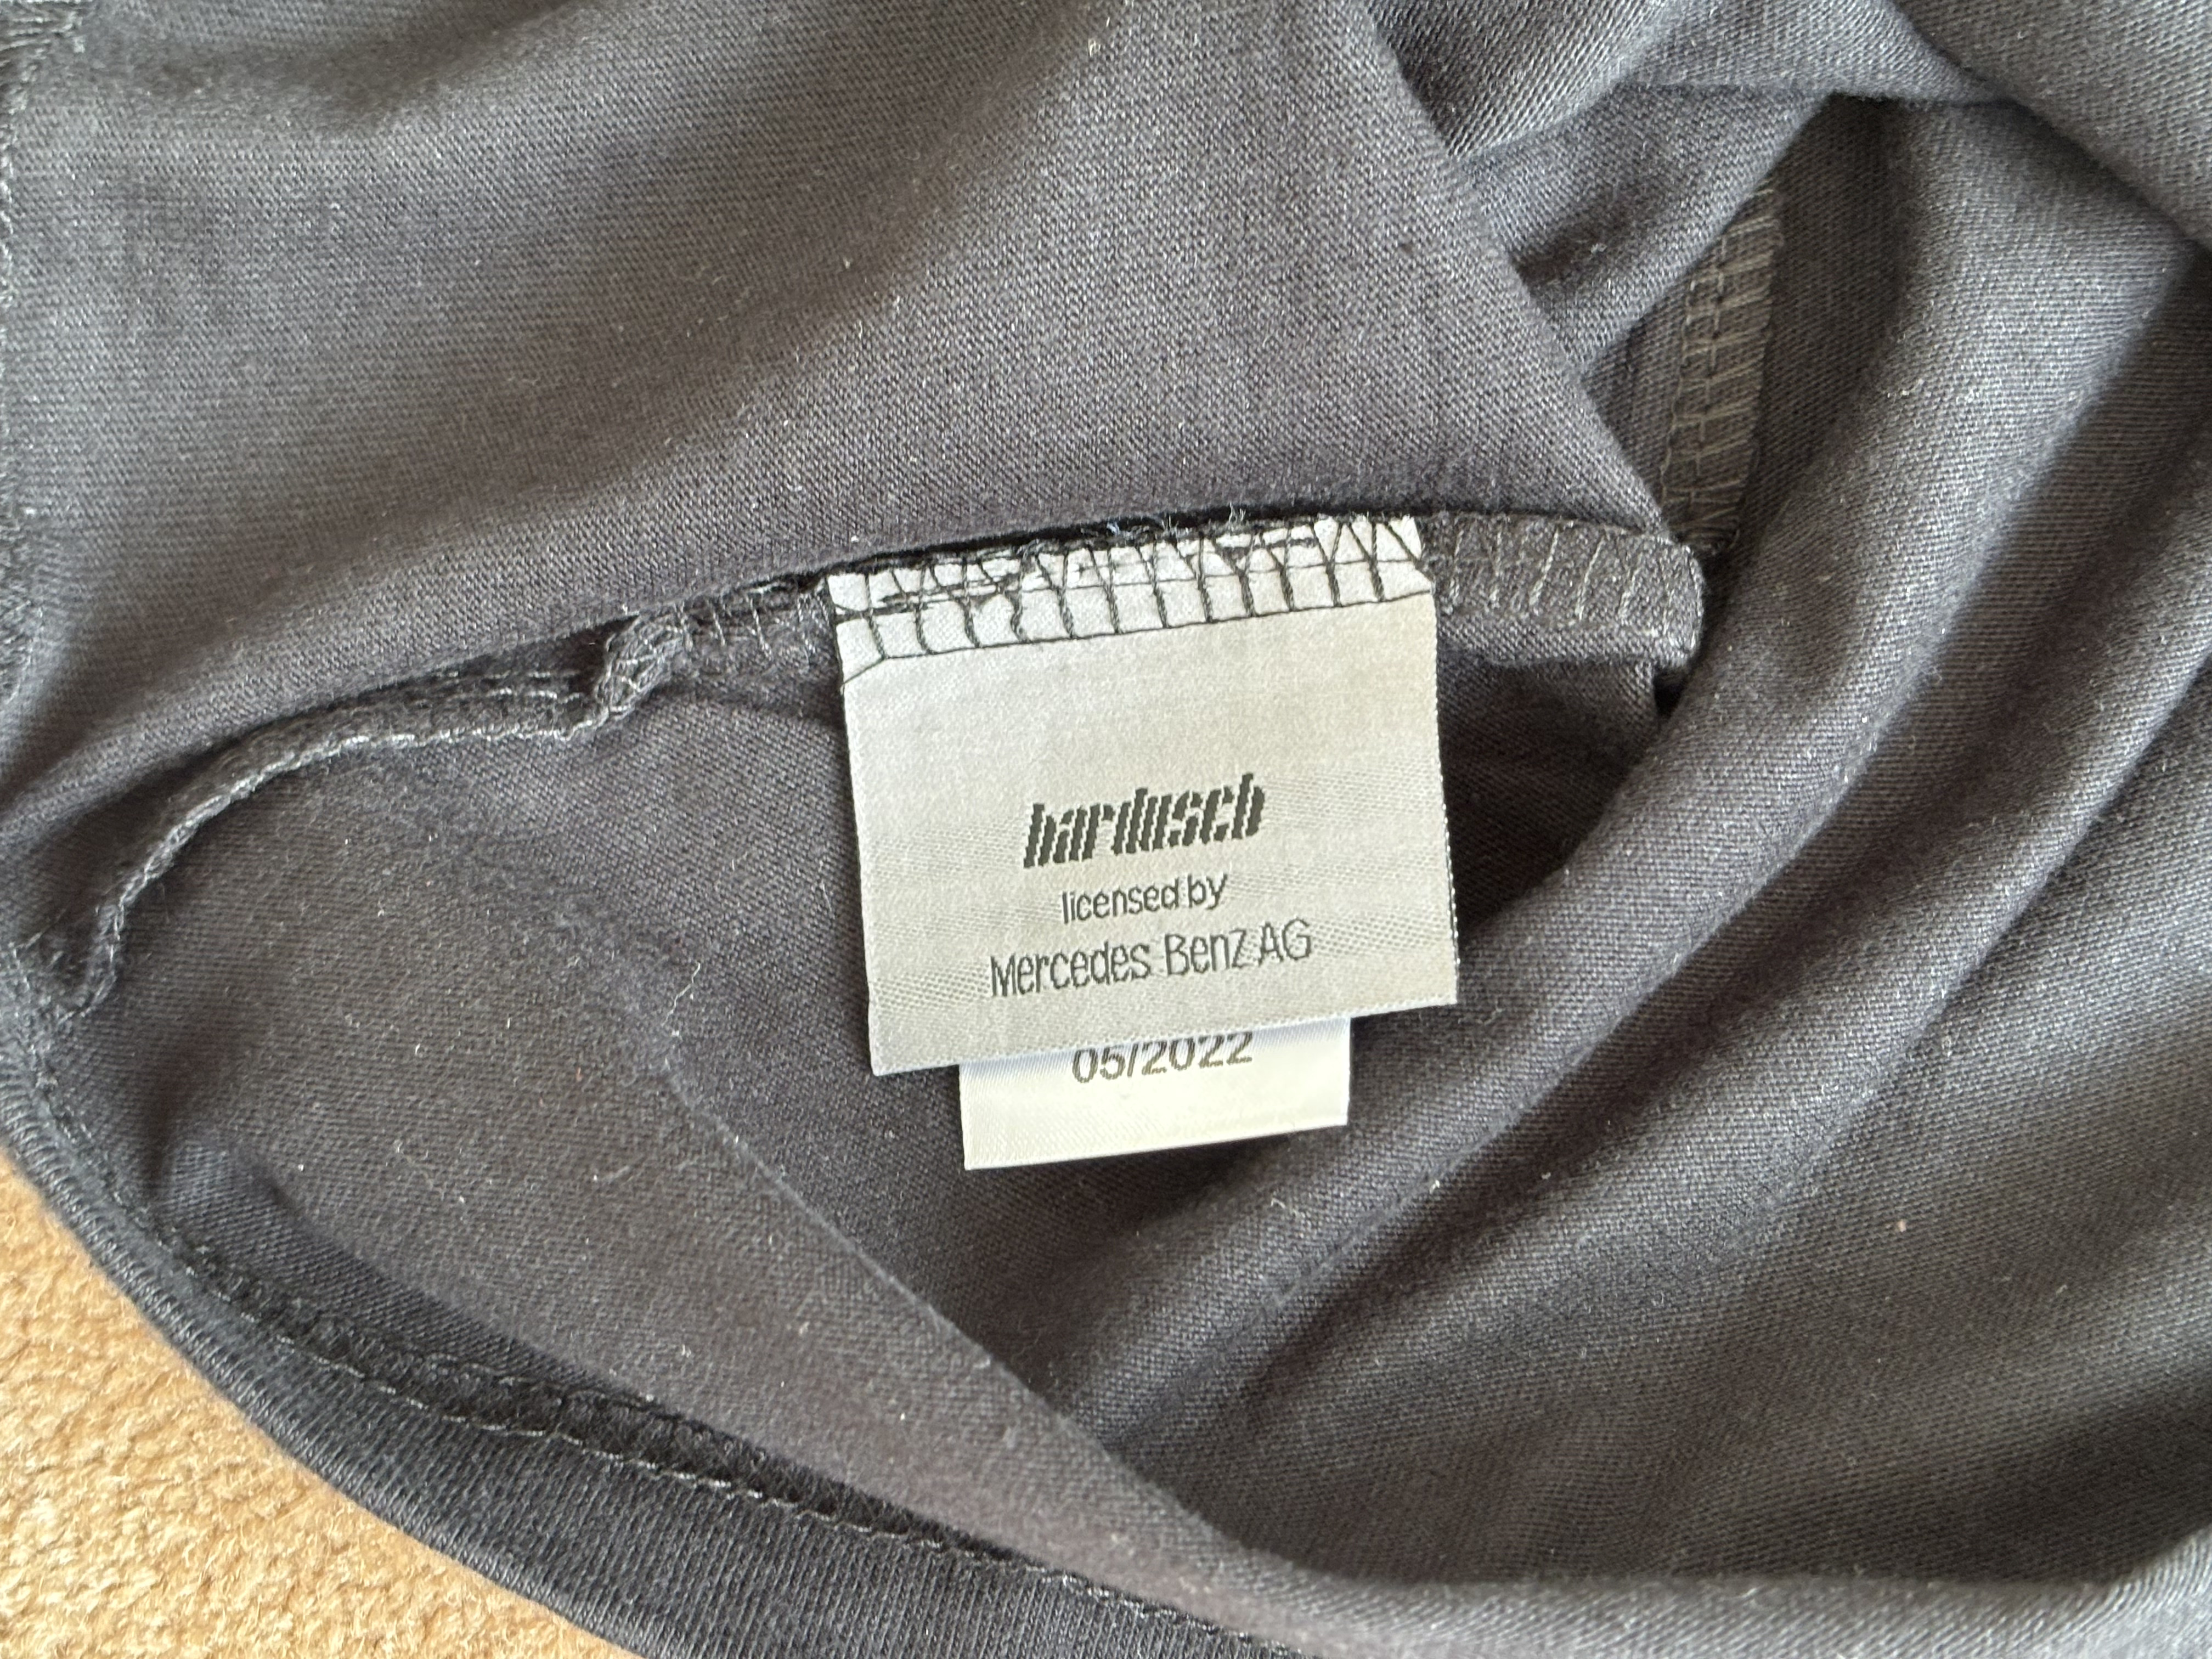 bardusch
licensed by
Mercedes Benz AG
05/2022